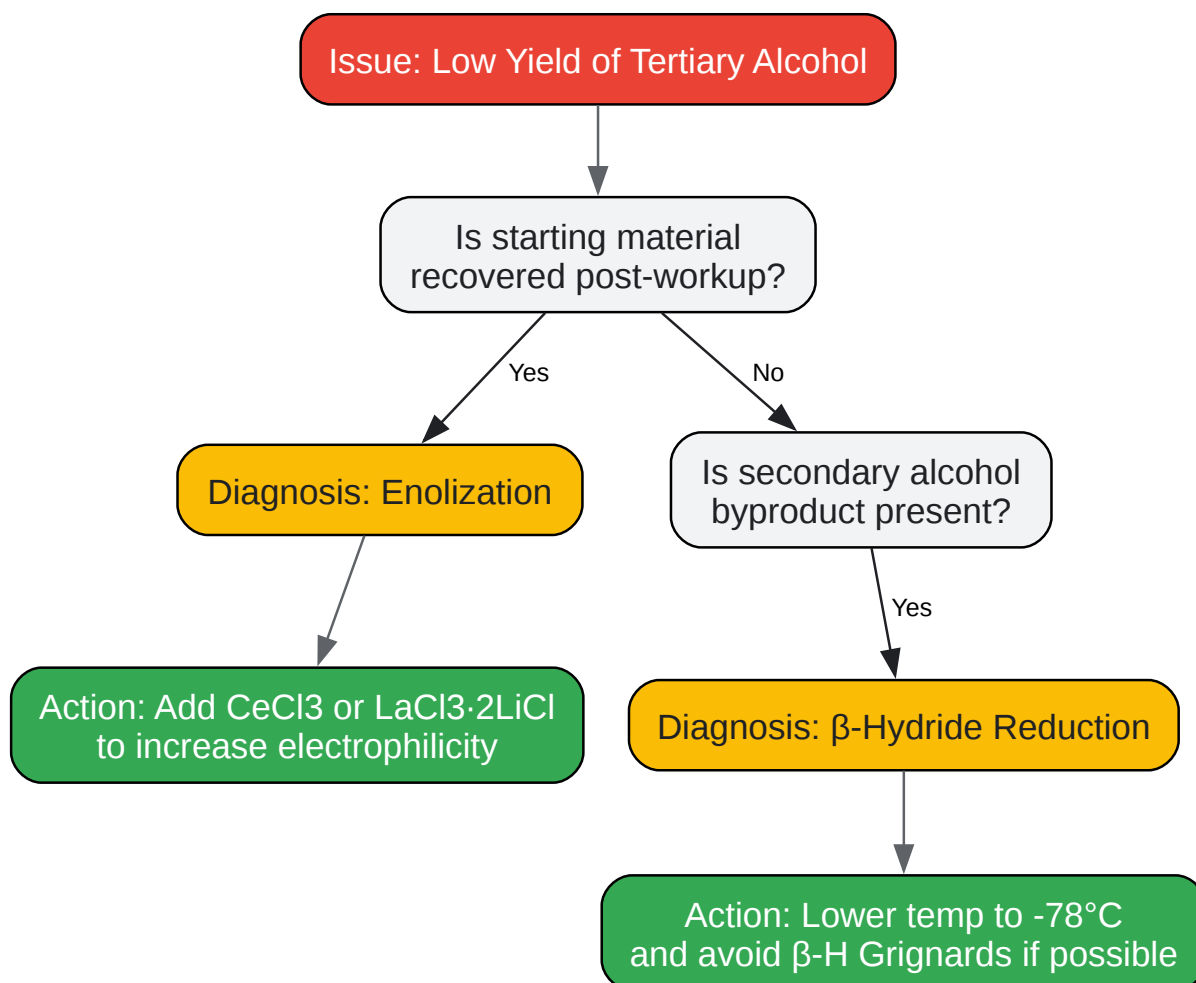 Issue: Low Yield of Tertiary Alcohol
Is starting material
recovered post-workup?
Yes
No
Diagnosis: Enolization
Is secondary alcohol
byproduct present?
Yes
Action: Add CeCl3 or LaCl3·2LiCl
to increase electrophilicity
Diagnosis: β-Hydride Reduction
Action: Lower temp to -78°C
and avoid β-H Grignards if possible